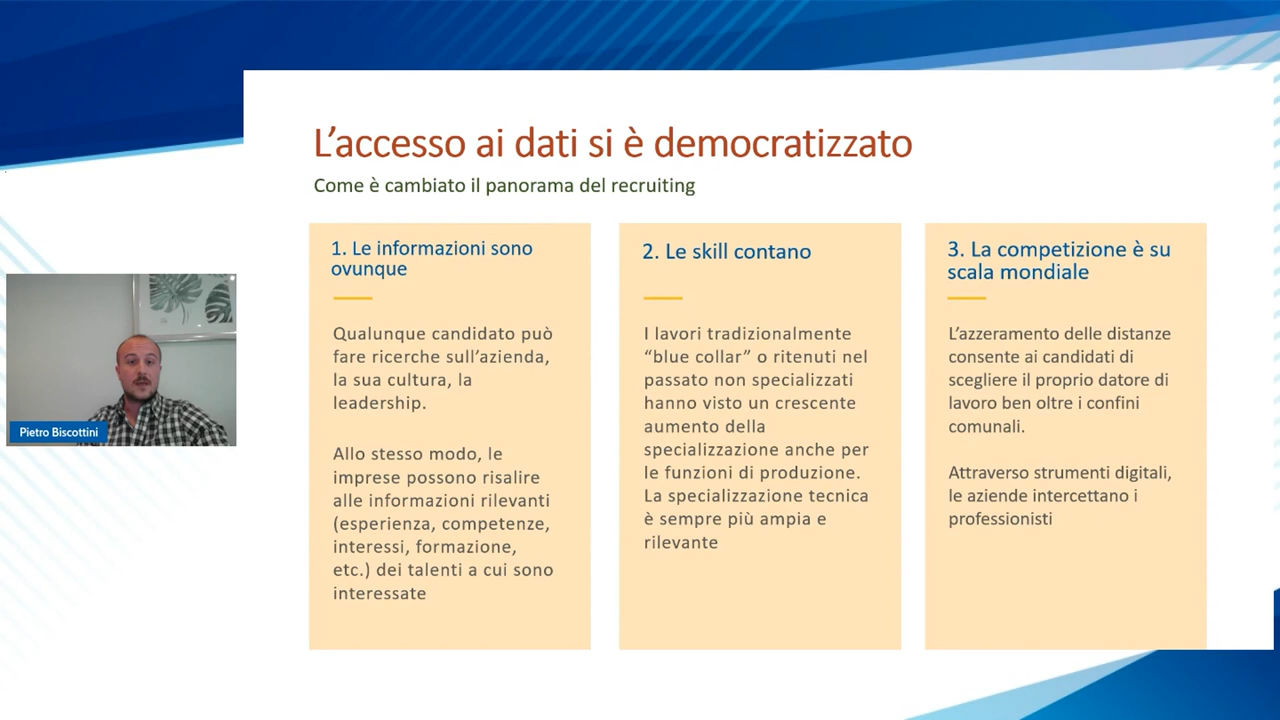 L'accesso ai dati si è democratizzato
Come è cambiato il panorama del recruiting
1. Le informazioni sono
ovunque
Qualunque candidato può
fare ricerche sull'azienda,
la sua cultura, la
leadership.
Allo stesso modo, le
imprese possono risalire
alle informazioni rilevanti
(esperienza, competenze,
interessi, formazione,
etc.) dei talenti a cui sono
interessate
2. Le skill contano
I lavori tradizionalmente
“blue collar” o ritenuti nel
passato non specializzati
hanno visto un crescente
aumento della
specializzazione anche per
le funzioni di produzione.
La specializzazione tecnica
è sempre più ampia e
rilevante
3. La competizione è su
scala mondiale
L'azzeramento delle distanze
consente ai candidati di
scegliere il proprio datore di
lavoro ben oltre i confini
comunali.
Attraverso strumenti digitali,
le aziende intercettano i
professionisti
Pietro Biscottini